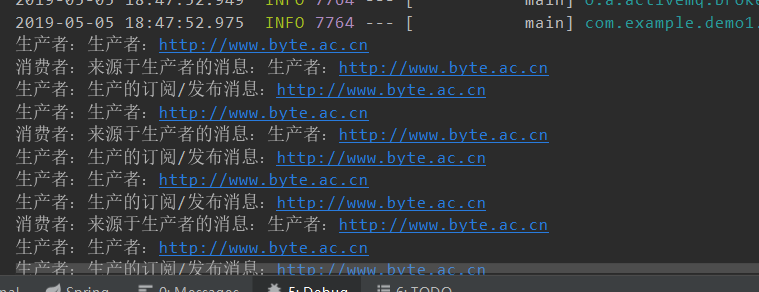 2019-05-05 18:47:52.949  INFO 7764 --- [           main] o.a.activemq.broke
2019-05-05 18:47:52.975  INFO 7764 --- [           main] com.example.demo1.
生产者：生产者：http://www.byte.ac.cn
消费者：来源于生产者的消息：生产者：http://www.byte.ac.cn
生产者：生产的订阅/发布消息：http://www.byte.ac.cn
生产者：生产者：http://www.byte.ac.cn
消费者：来源于生产者的消息：生产者：http://www.byte.ac.cn
生产者：生产的订阅/发布消息：http://www.byte.ac.cn
生产者：生产者：http://www.byte.ac.cn
生产者：生产的订阅/发布消息：http://www.byte.ac.cn
消费者：来源于生产者的消息：生产者：http://www.byte.ac.cn
生产者：生产者：http://www.byte.ac.cn
生产者：生产的订阅/发布消息：http://www.byte.ac.cn
nal Spring 9: Messages 5: Debug 6: TODO